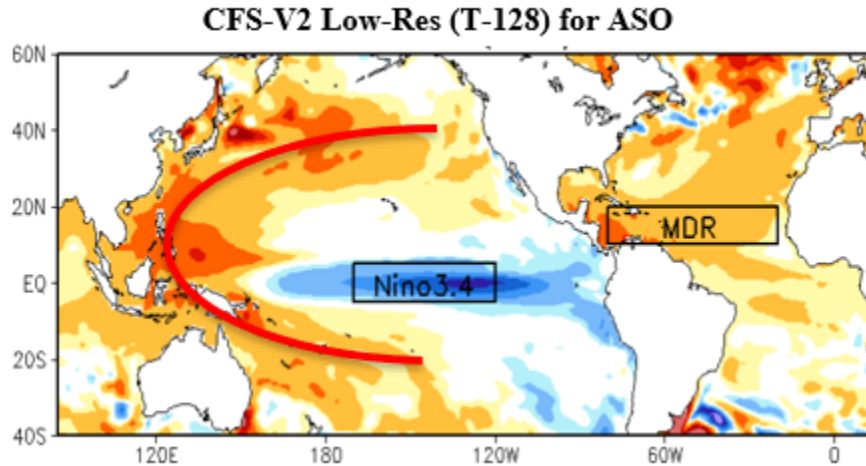 CFS-V2 Low-Res (T-128) for ASO
60N
40N
20N
MDR
EQ
Nino3.4
20S
40S
120E 180 120W 60W 0